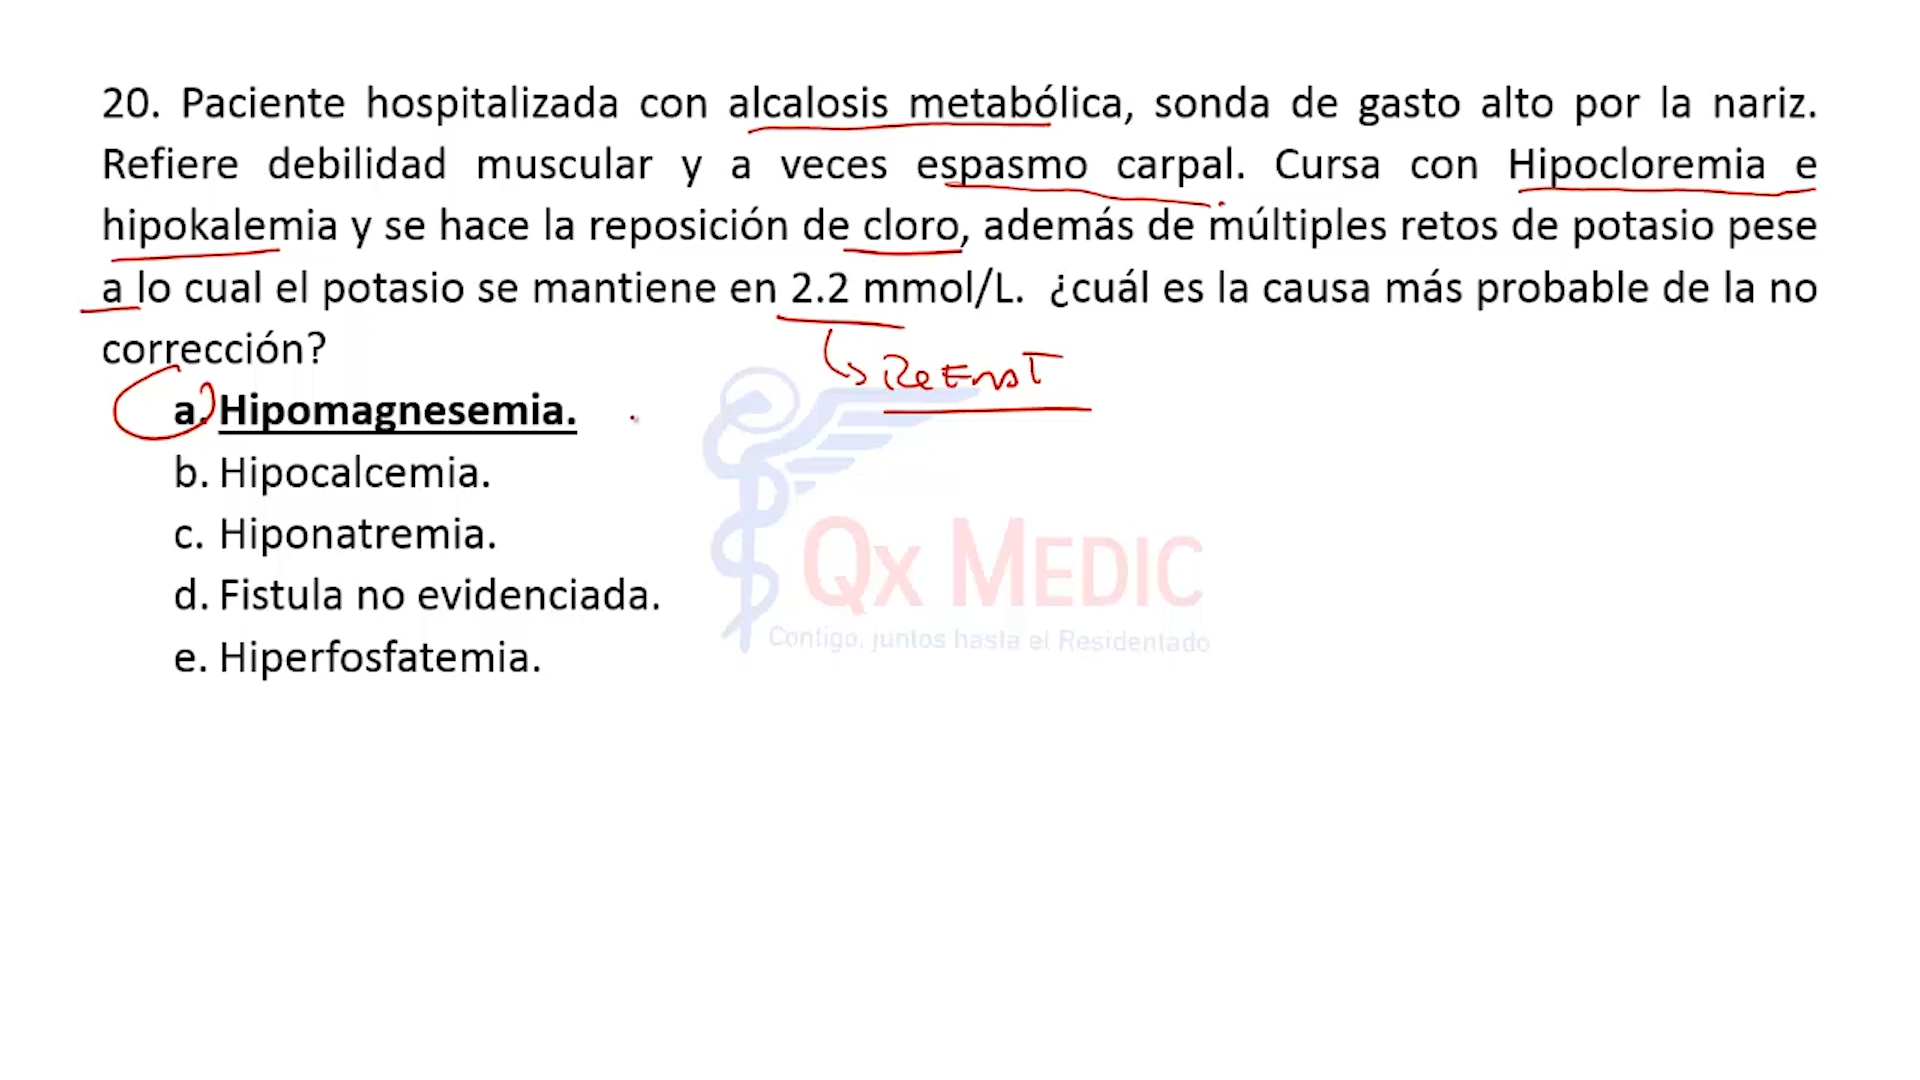 20. Paciente hospitalizada con alcalosis metabólica, sonda de gasto alto por la nariz.
Refiere debilidad muscular y a veces espasmo carpal. Cursa con Hipocloremia e
hipokalemia y se hace la reposición de cloro, además de múltiples retos de potasio pese
a lo cual el potasio se mantiene en 2.2 mmol/L. ¿cuál es la causa más probable de la no
corrección?
a. Hipomagnesemia.
b. Hipocalcemia.
c. Hiponatremia.
d. Fistula no evidenciada.
e. Hiperfosfatemia.
Qx MEDIC
Contigo, juntos hasta el Residentado